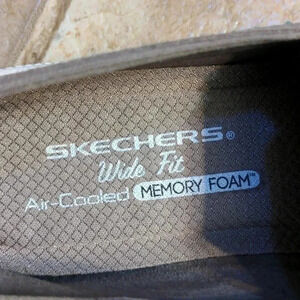 SKECHERS®
Wide Fit
Air-Cooled MEMORY FOAM™